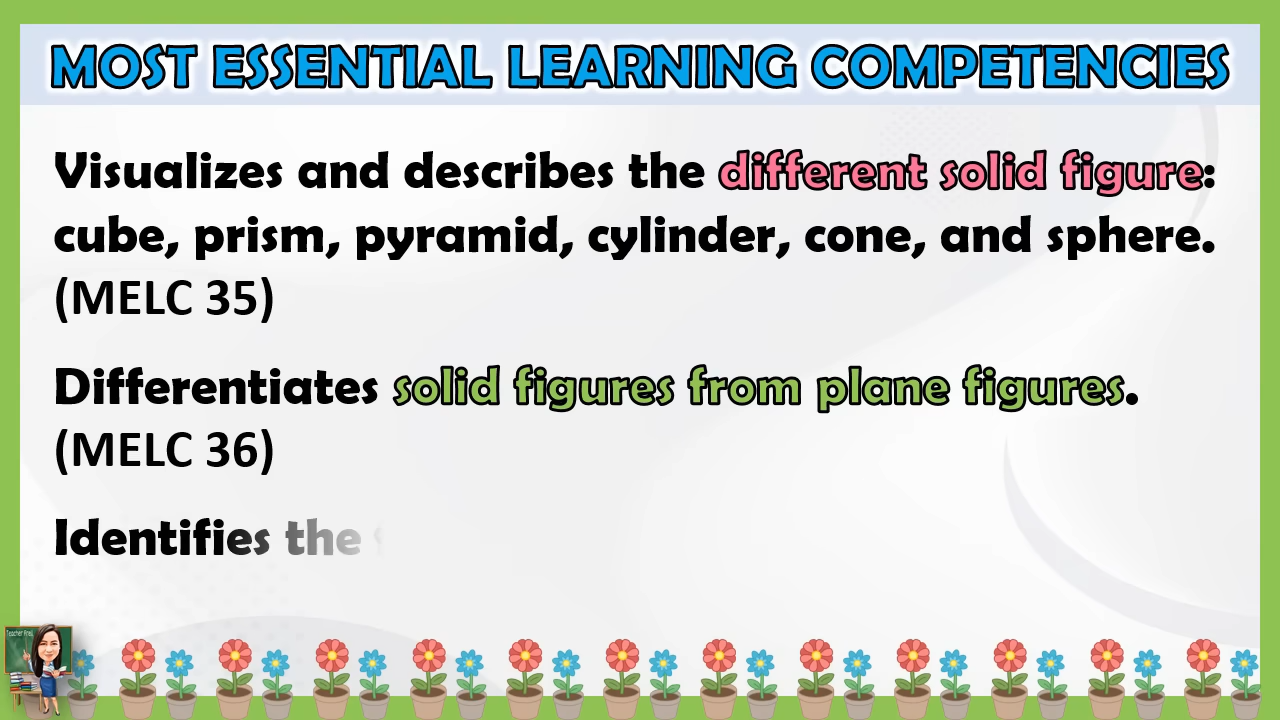 MOST ESSENTIAL LEARNING COMPETENCIES
Visualizes and describes the different solid figure:
cube, prism, pyramid, cylinder, cone, and sphere.
(MELC 35)
Differentiates solid figures from plane figures.
(MELC 36)
Identifies the